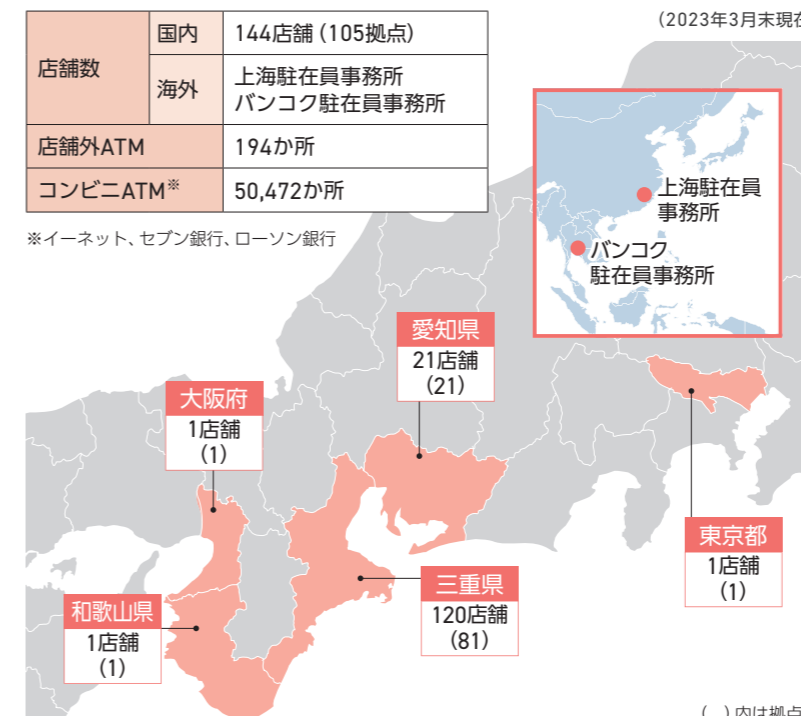 (2023年3月末現在
店舗数
国内
144店舗(105拠点)
海外
上海駐在員事務所
バンコク駐在員事務所
店舗外ATM
194か所
コンビニATM※
50,472か所
※イーネット、セブン銀行、ローソン銀行
上海駐在員
事務所
バンコク
駐在員事務所
愛知県
21店舗
(21)
大阪府
1店舗
(1)
東京都
1店舗
(1)
三重県
120店舗
(81)
和歌山県
1店舗
(1)
( )内は拠点